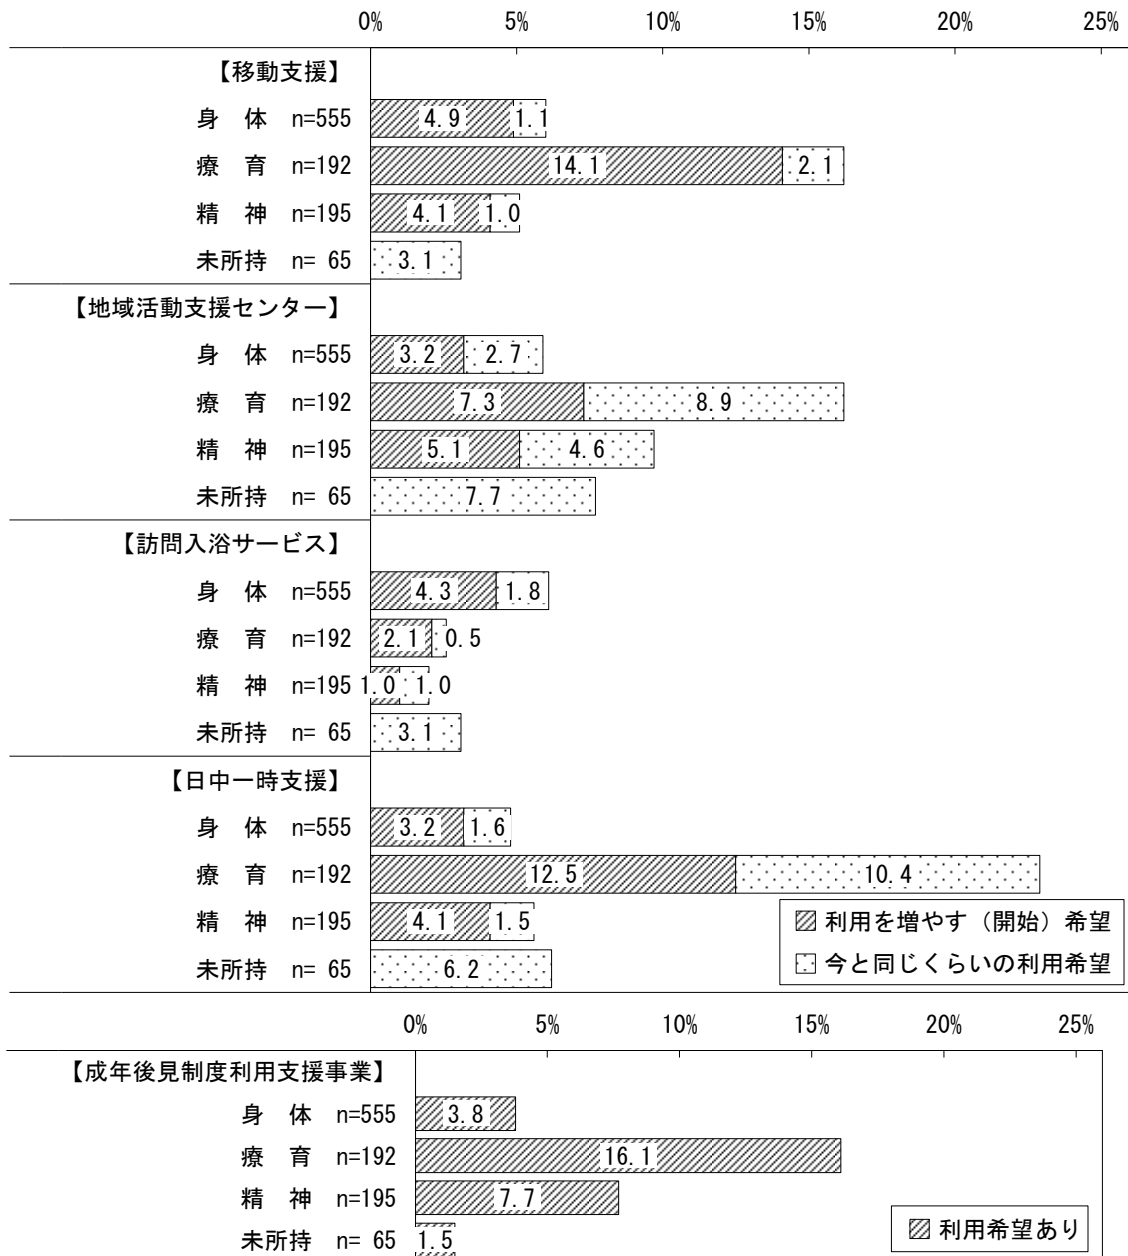 0% 5% 10% 15% 20% 25%
【移動支援】
身 体 n=555 4.9 1.1
療 育 n=192 14.1 2.1
精 神 n=195 4.1 1.0
未所持 n= 65 3.1
【地域活動支援センター】
身 体 n=555 3.2 2.7
療 育 n=192 7.3 8.9
精 神 n=195 5.1 4.6
未所持 n= 65 7.7
【訪問入浴サービス】
身 体 n=555 4.3 1.8
療 育 n=192 2.1 0.5
精 神 n=195 1.0 1.0
未所持 n= 65 3.1
【日中一時支援】
身 体 n=555 3.2 1.6
療 育 n=192 12.5 10.4
精 神 n=195 4.1 1.5
未所持 n= 65 6.2
利用を増やす（開始）希望
今と同じくらいの利用希望
0% 5% 10% 15% 20% 25%
【成年後見制度利用支援事業】
身 体 n=555 3.8
療 育 n=192 16.1
精 神 n=195 7.7
未所持 n= 65 1.5
利用希望あり